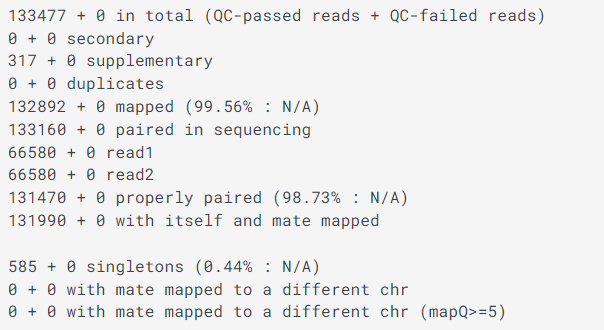 133477 + 0 in total (QC-passed reads + QC-failed reads)
0 + 0 secondary
317 + 0 supplementary
0 + 0 duplicates
132892 + 0 mapped (99.56% : N/A)
133160 + 0 paired in sequencing
66580 + 0 read1
66580 + 0 read2
131470 + 0 properly paired (98.73% : N/A)
131990 + 0 with itself and mate mapped
585 + 0 singletons (0.44% : N/A)
0 + 0 with mate mapped to a different chr
0 + 0 with mate mapped to a different chr (mapQ>=5)